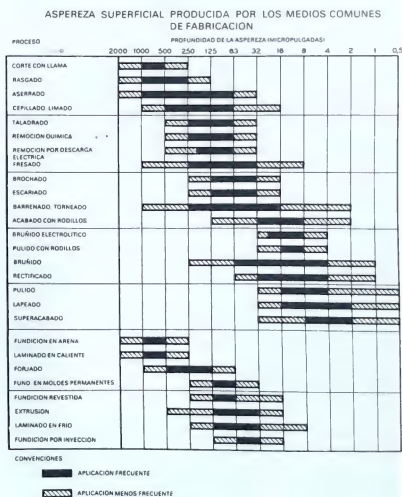 ASPEREZA SUPERFICIAL PRODUCIDA POR LOS MEDIOS COMUNES
DE FABRICACION
PROCESO
PROFUNDIDAD DE LA ASPEREZA (MICROPULGADAS)
2000 1000 500 250 125 63 32 16 8 4 2 1 0,5
CORTE CON LLAMA
RASGADO
ASERRADO
CEPILLADO LIMADO
TALADRADO
REMOCION QUIMICA
REMOCION POR DESCARGA
ELECTRICA
FRESADO
BROCHADO
ESCARIADO
BARRENADO, TORNEADO
ACABADO CON RODILLOS
BRUÑIDO ELECTROLITICO
PULIDO CON RODILLOS
BRUÑIDO
RECTIFICADO
PULIDO
LAPEADO
SUPERACABADO
FUNDICION EN ARENA
LAMINADO EN CALIENTE
FORJADO
FUND EN MOLDES PERMANENTES
FUNDICION REVESTIDA
EXTRUSION
LAMINADO EN FRIO
FUNDICION POR INYECCION
CONVENCIONES
APLICACION FRECUENTE
APLICACION MENOS FRECUENTE